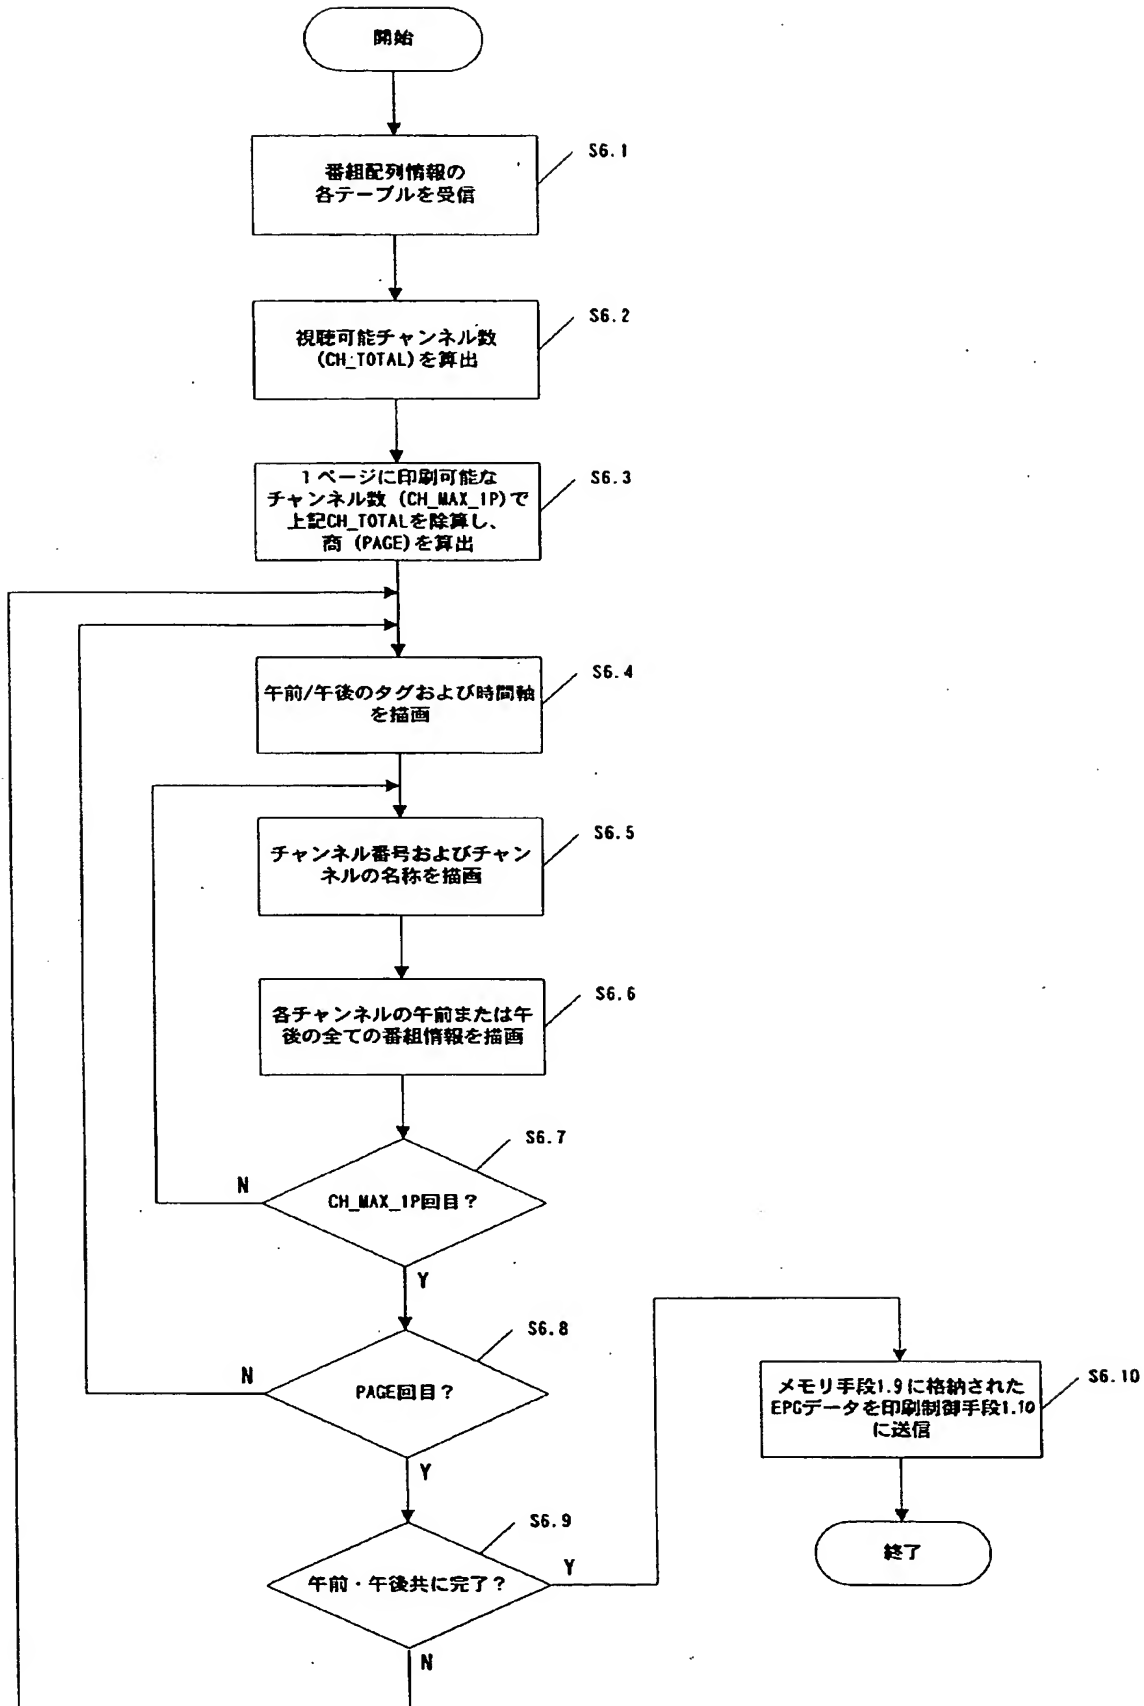 開始
番組配列情報の
各テーブルを受信
S6.1
視聴可能チャンネル数
(CH_TOTAL)を算出
S6.2
1ページに印刷可能な
チャンネル数 (CH_MAX_1P)で
上記CH_TOTALを除算し、
商 (PAGE)を算出
S6.3
午前/午後のタグおよび時間軸
を描画
S6.4
チャンネル番号およびチャン
ネルの名称を描画
S6.5
各チャンネルの午前または午
後の全ての番組情報を描画
S6.6
CH_MAX_1P回目?
S6.7
N
Y
PAGE回目?
S6.8
N
Y
午前・午後共に完了?
S6.9
Y
N
メモリ手段1.9に格納された
EPGデータを印刷制御手段1.10
に送信
S6.10
終了